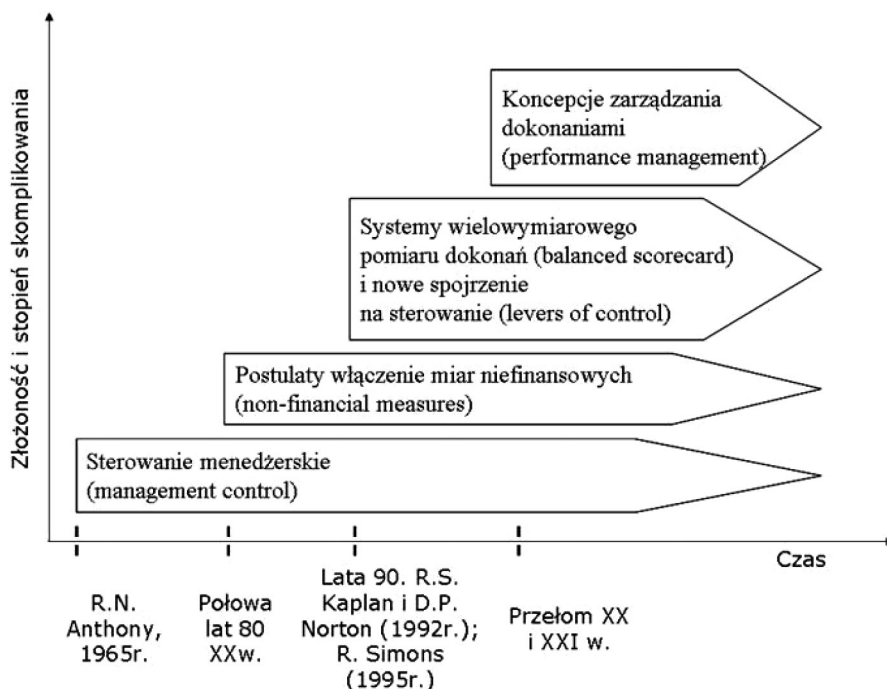 Złożoność i stopień skomplikowania
Koncepcje zarządzania
dokonaniami
(performance management)
Systemy wielowymiarowego
pomiaru dokonań (balanced scorecard)
i nowe spojrzenie
na sterowanie (levers of control)
Postulaty włączenie miar niefinansowych
(non-financial measures)
Sterowanie menedżerskie
(management control)
Czas
R.N.
Anthony,
1965r.
Połowa
lat 80
XXw.
Lata 90. R.S.
Kaplan i D.P.
Norton (1992r.);
R. Simons
(1995r.)
Przełom XX
i XXI w.